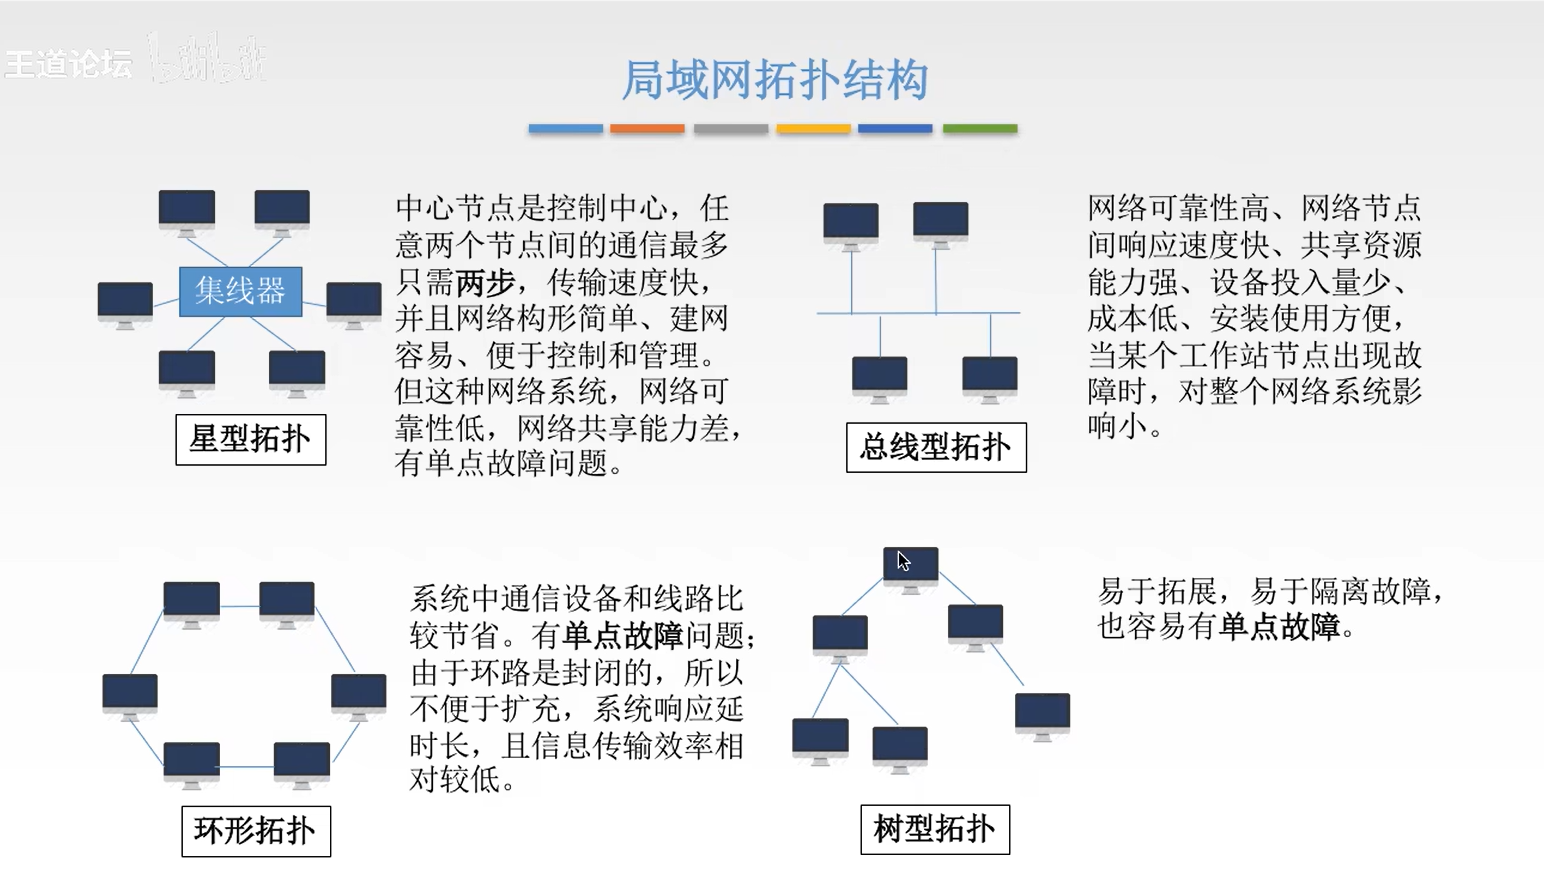 王道论坛 bilibili
局域网拓扑结构
集线器
星型拓扑
中心节点是控制中心，任
意两个节点间的通信最多
只需两步，传输速度快，
并且网络构形简单、建网
容易、便于控制和管理。
但这种网络系统，网络可
靠性低，网络共享能力差，
有单点故障问题。
总线型拓扑
网络可靠性高、网络节点
间响应速度快、共享资源
能力强、设备投入量少、
成本低、安装使用方便，
当某个工作站节点出现故
障时，对整个网络系统影
响小。
环形拓扑
系统中通信设备和线路比
较节省。有单点故障问题；
由于环路是封闭的，所以
不便于扩充，系统响应延
时长，且信息传输效率相
对较低。
树型拓扑
易于拓展，易于隔离故障，
也容易有单点故障。